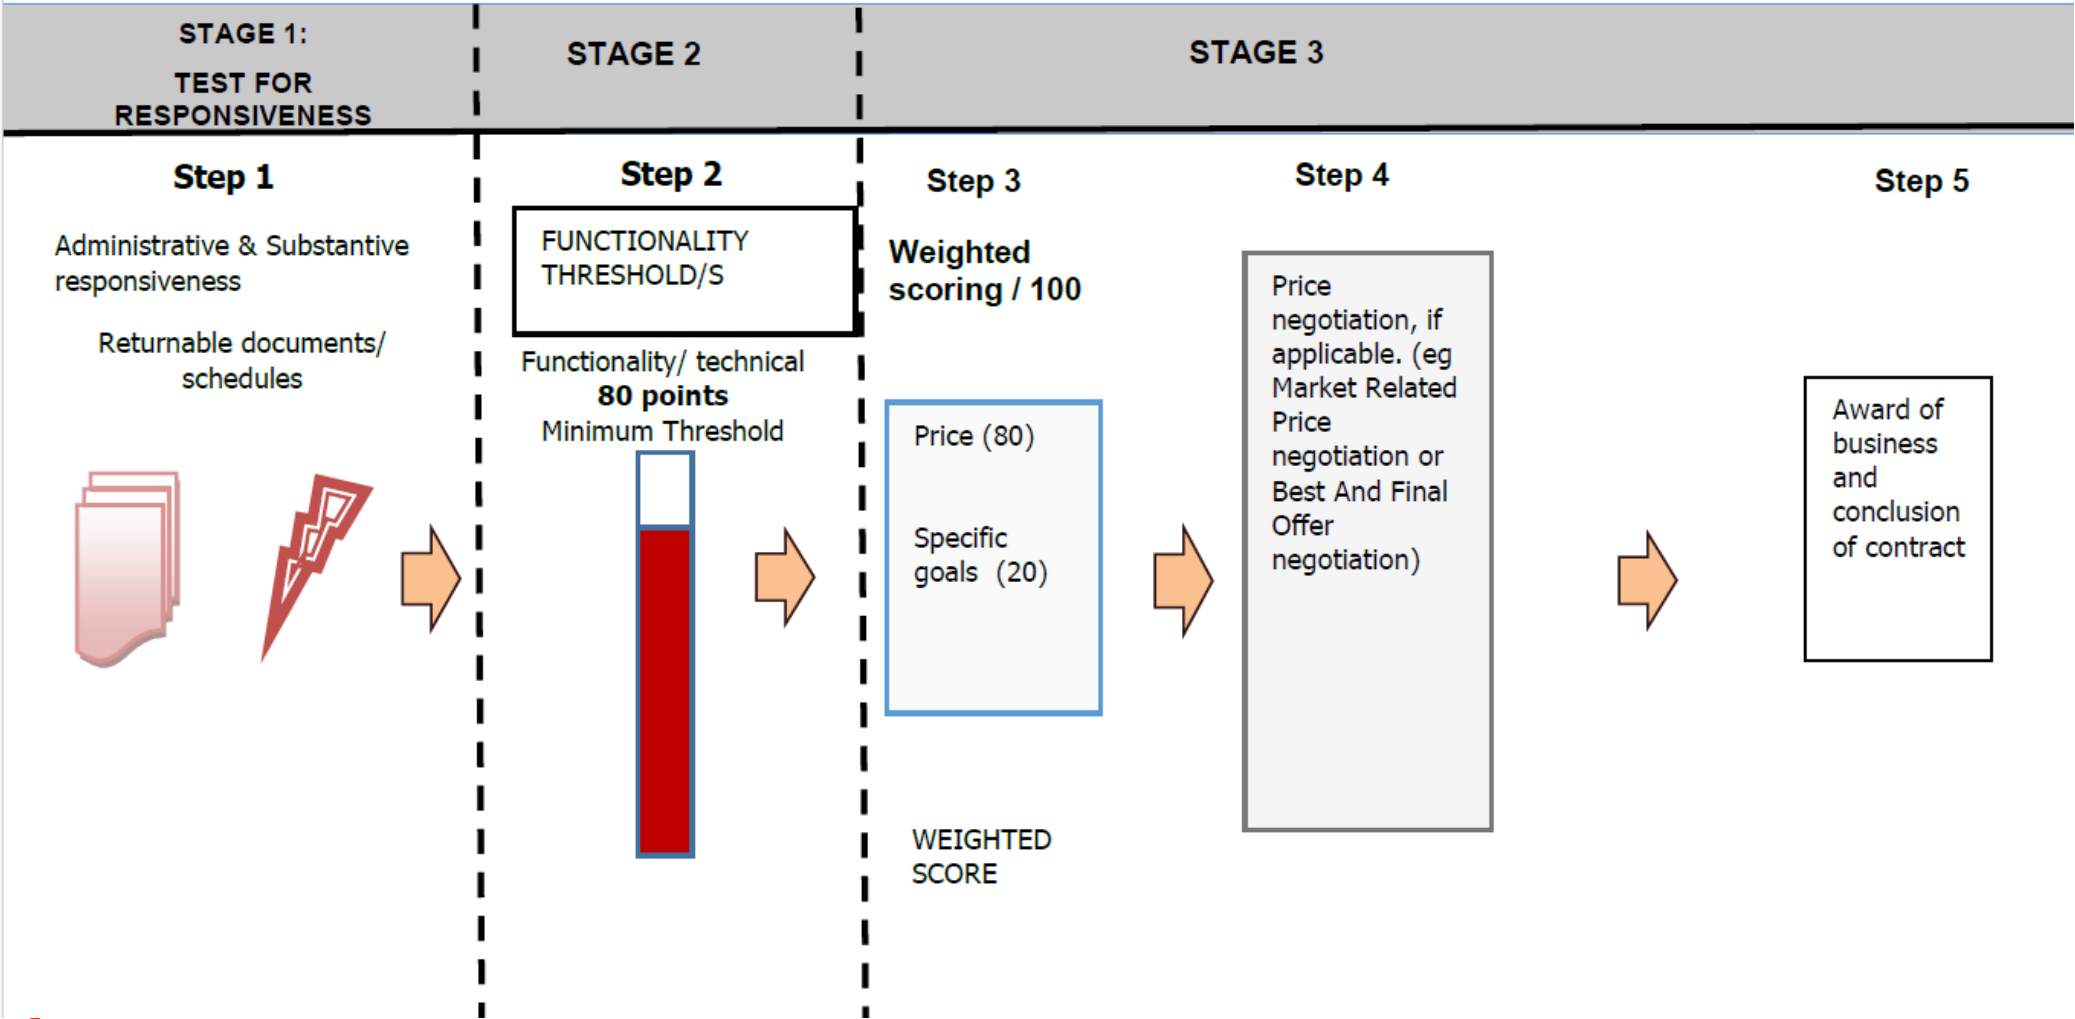 STAGE 1:
TEST FOR
RESPONSIVENESS
STAGE 2
STAGE 3
Step 1
Administrative & Substantive
responsiveness
Returnable documents/
schedules
Step 2
FUNCTIONALITY
THRESHOLD/S
Functionality/ technical
80 points
Minimum Threshold
Step 3
Weighted
scoring / 100
Price (80)
Specific
goals (20)
WEIGHTED
SCORE
Step 4
Price
negotiation, if
applicable. (eg
Market Related
Price
negotiation or
Best And Final
Offer
negotiation)
Step 5
Award of
business
and
conclusion
of contract